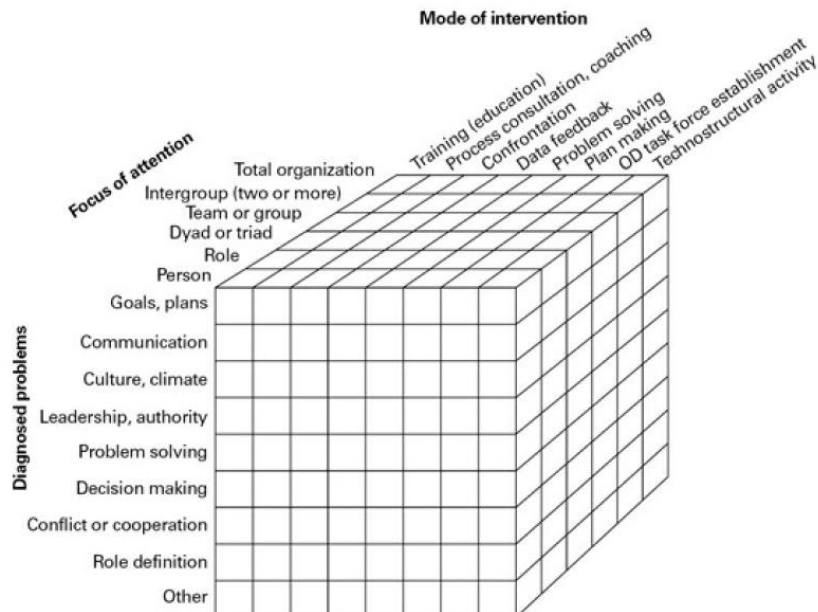 Mode of intervention
Training (education)
Process consultation, coaching
Confrontation
Data feedback
Problem solving
Plan making
OD task force establishment
Technostructural activity
Focus of attention
Total organization
Intergroup (two or more)
Team or group
Dyad or triad
Role
Person
Diagnosed problems
Goals, plans
Communication
Culture, climate
Leadership, authority
Problem solving
Decision making
Conflict or cooperation
Role definition
Other